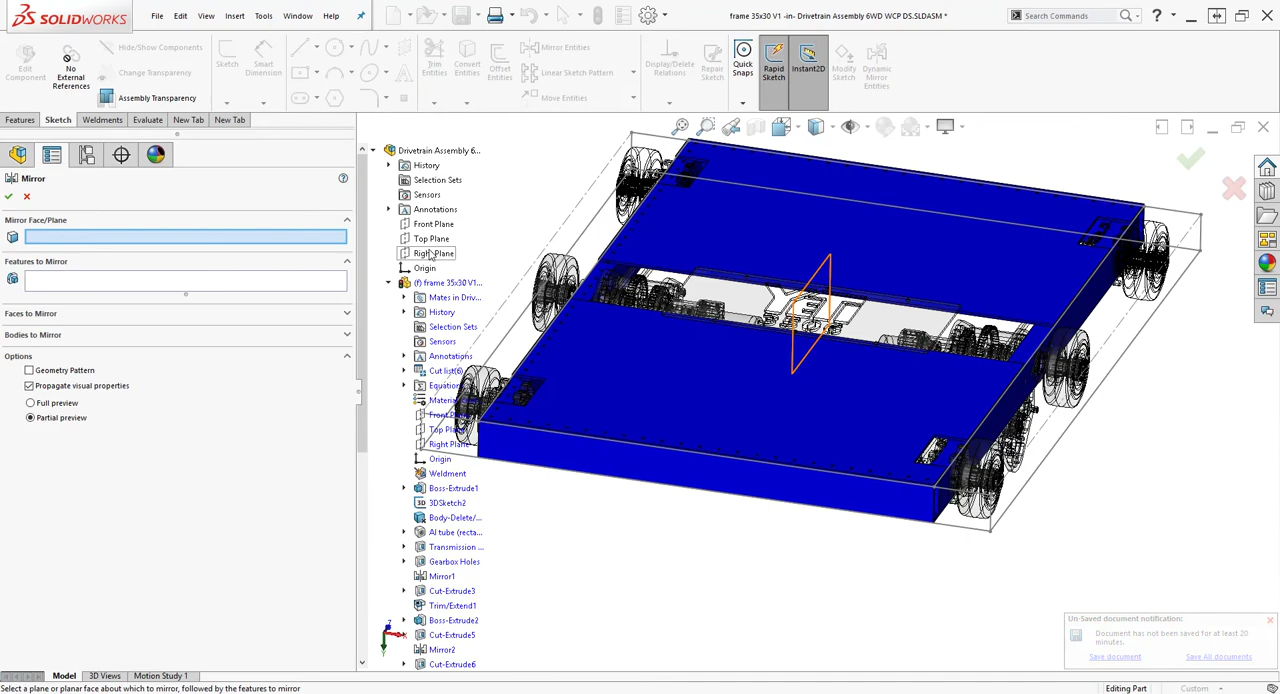 SOLIDWORKS
File Edit View Insert Tools Window Help
frame 35x30 V1 -in- Drivetrain Assembly 6WD WCP DS.SLDASM *
Search Commands
Edit Component
No External References
Hide/Show Components
Change Transparency
Assembly Transparency
Sketch
Smart Dimension
Trim Entities
Convert Entities
Offset Entities
Mirror Entities
Linear Sketch Pattern
Move Entities
Display/Delete Relations
Repair Sketch
Quick Snaps
Rapid Sketch
Instant2D
Modify Sketch
Dynamic Mirror Entities
Features Sketch Weldments Evaluate New Tab New Tab
Mirror
Mirror Face/Plane
Features to Mirror
Faces to Mirror
Bodies to Mirror
Options
Geometry Pattern
Propagate visual properties
Full preview
Partial preview
Drivetrain Assembly 6...
History
Selection Sets
Sensors
Annotations
Front Plane
Top Plane
Right Plane
Origin
(f) frame 35x30 V1...
Mates in Driv...
History
Selection Sets
Sensors
Annotations
Cut list(6)
Equations
Material
Front Plane
Top Plane
Right Plane
Origin
Weldment
Boss-Extrude1
3D 3DSketch2
Body-Delete/...
Al tube (recta...
Transmission ...
Gearbox Holes
Mirror1
Cut-Extrude3
Trim/Extend1
Boss-Extrude2
Cut-Extrude5
Mirror2
Cut-Extrude6
Un-Saved document notification:
Document has not been saved for at least 20
minutes.
Save document Save All documents
Model 3D Views Motion Study 1
Select a plane or planar face about which to mirror, followed by the features to mirror
Editing Part
Custom